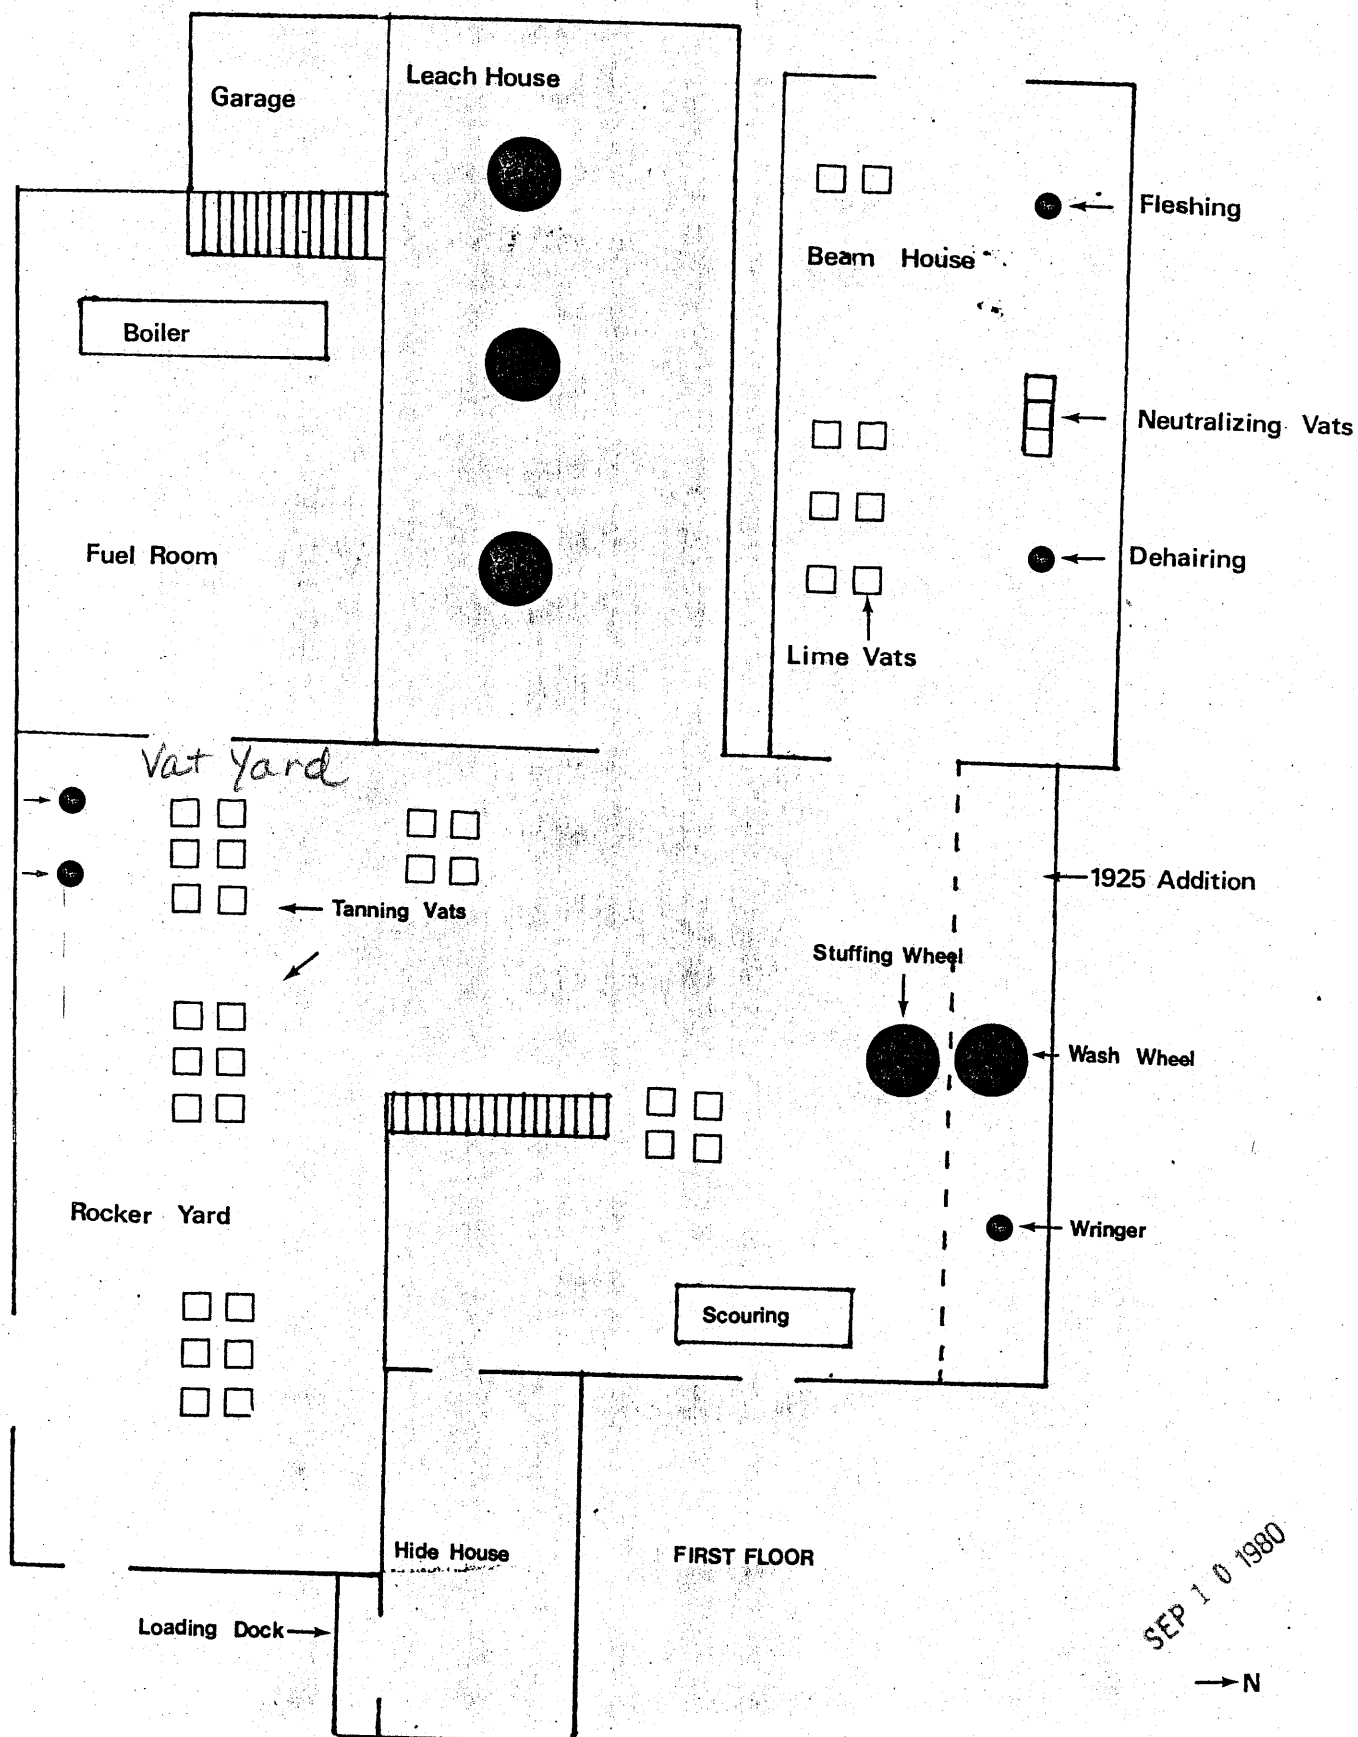 Leach House
Garage
Fleshing
Beam House
Boiler
Neutralizing Vats
Fuel Room
Dehairing
Lime Vats
Vat Yard
1925 Addition
Tanning Vats
Stuffing Wheel
Wash Wheel
Rocker Yard
Wringer
Scouring
Hide House
FIRST FLOOR
SEP 10 1980
Loading Dock
N